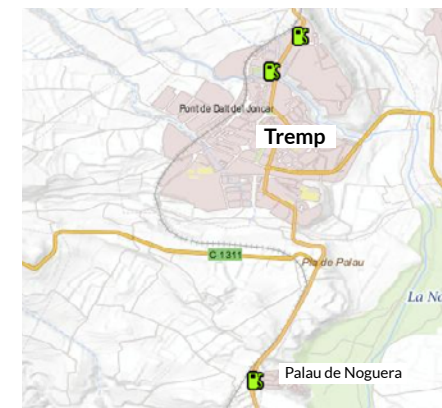 Pont de Dalt del Joncar
Tremp
C 1311
Pla de Palau
La No
Palau de Noguera